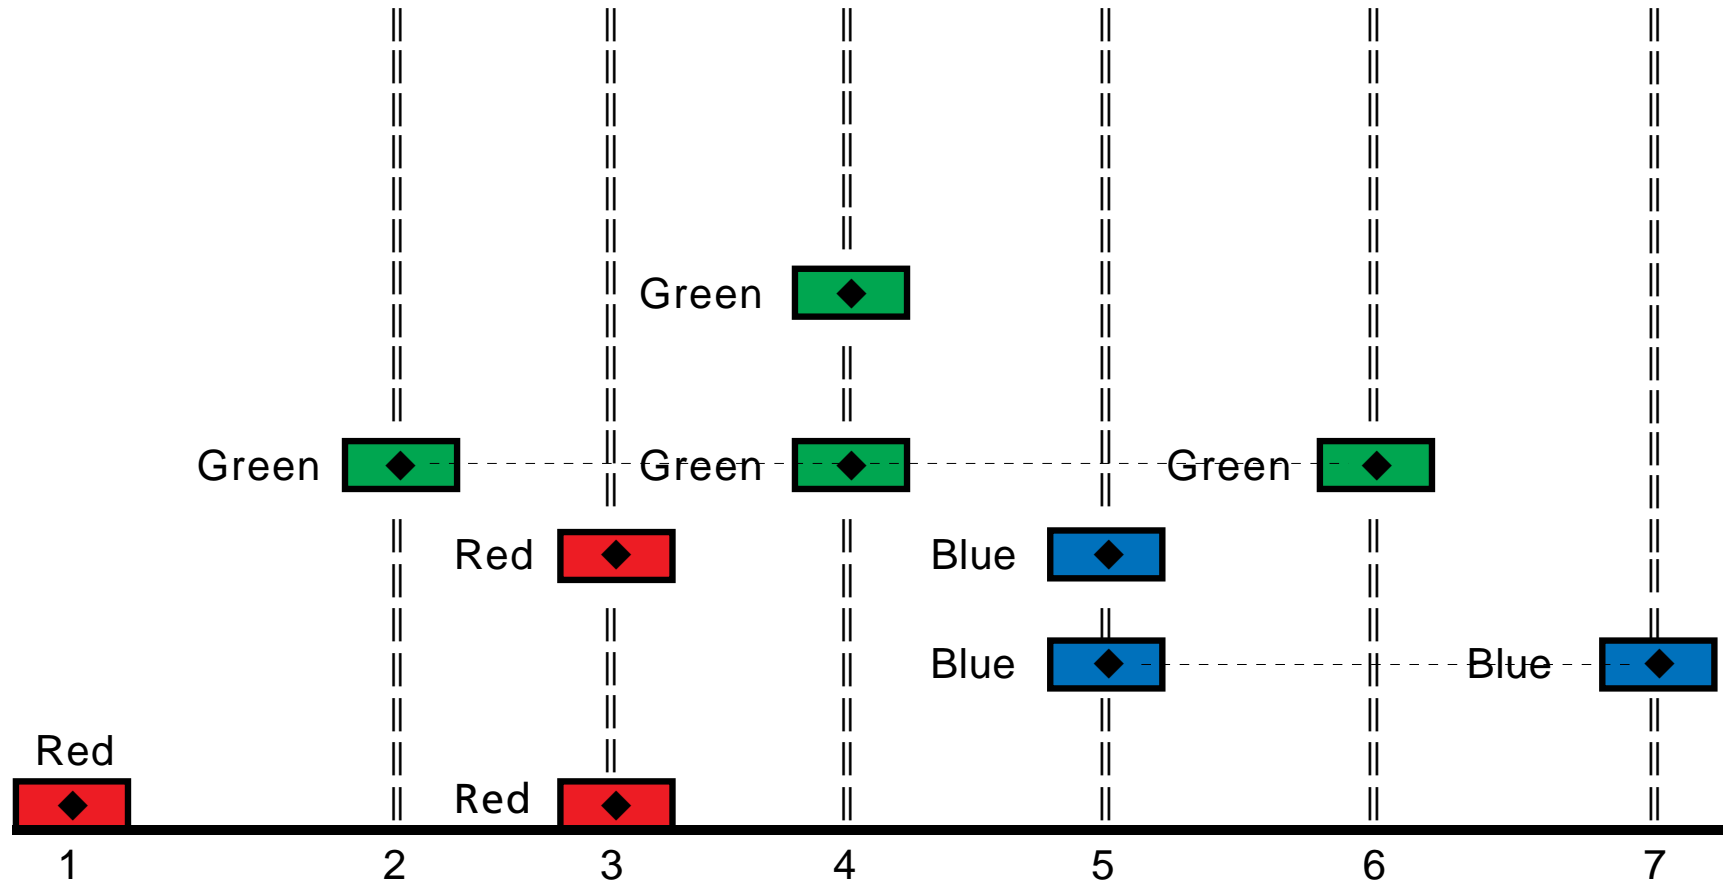 Green
Green Green Green
Red Blue
Blue Blue
Red
Red
1 2 3 4 5 6 7